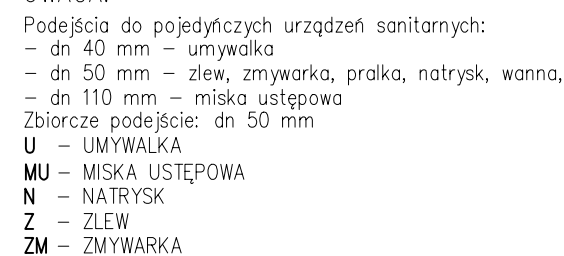 Podejścia do pojedyńczych urządzeń sanitarnych:
– dn 40 mm – umywalka
– dn 50 mm – zlew, zmywarka, pralka, natrysk, wanna,
– dn 110 mm – miska ustępowa
Zbiorcze podejście: dn 50 mm
U – UMYWALKA
MU – MISKA USTĘPOWA
N – NATRYSK
Z – ZLEW
ZM – ZMYWARKA